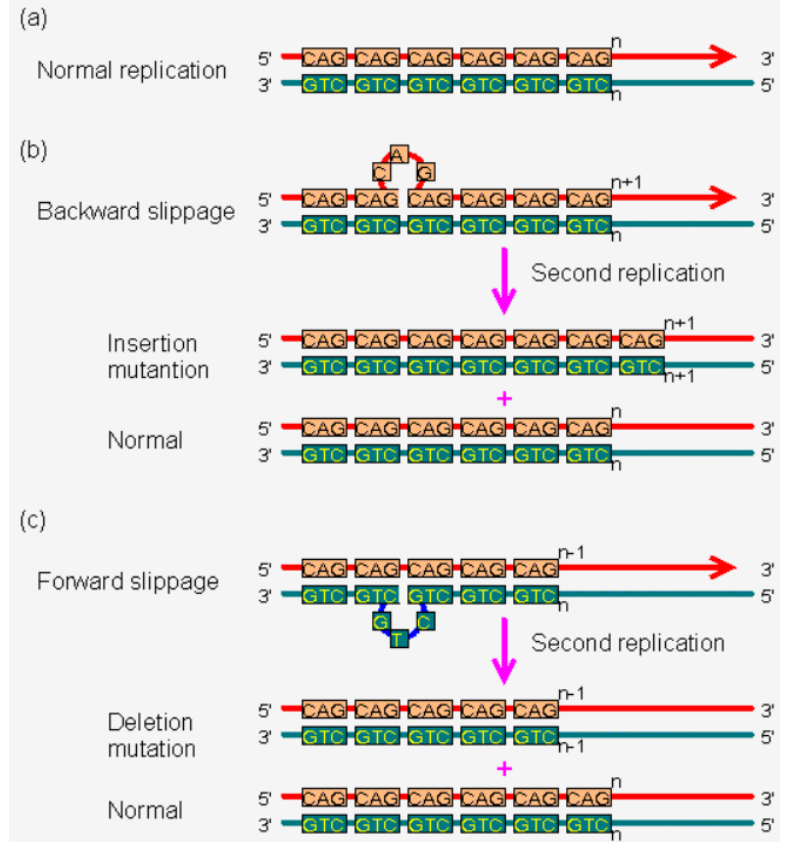 (a)
n
5' CAG CAG CAG CAG CAG CAG 3'
Normal replication
3' GTC GTC GTC GTC GTC GTC 5'
n
(b)
A
C G
n+1
5' CAG CAG CAG CAG CAG CAG 3'
Backward slippage
3' GTC GTC GTC GTC GTC GTC 5'
n
Second replication
n+1
5' CAG CAG CAG CAG CAG CAG CAG 3'
Insertion
mutantion
3' GTC GTC GTC GTC GTC GTC GTC 5'
n+1
+
n
5' CAG CAG CAG CAG CAG CAG 3'
Normal
3' GTC GTC GTC GTC GTC GTC 5'
n
(c)
n-1
5' CAG CAG CAG CAG CAG 3'
Forward slippage
3' GTC GTC GTC GTC GTC 5'
n
G C
T
Second replication
n-1
5' CAG CAG CAG CAG CAG 3'
Deletion
mutation
3' GTC GTC GTC GTC GTC 5'
n-1
+
n
5' CAG CAG CAG CAG CAG CAG 3'
Normal
3' GTC GTC GTC GTC GTC GTC 5'
n